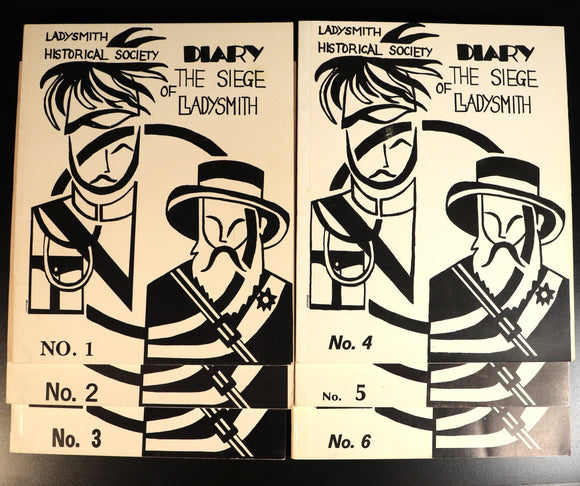 LADYSMITH
HISTORICAL SOCIETY
DIARY
OF THE SIEGE
LADYSMITH
NO. 1
No. 2
No. 3
LADYSMITH
HISTORICAL SOCIETY
DIARY
OF THE SIEGE
LADYSMITH
No. 4
No. 5
No. 6